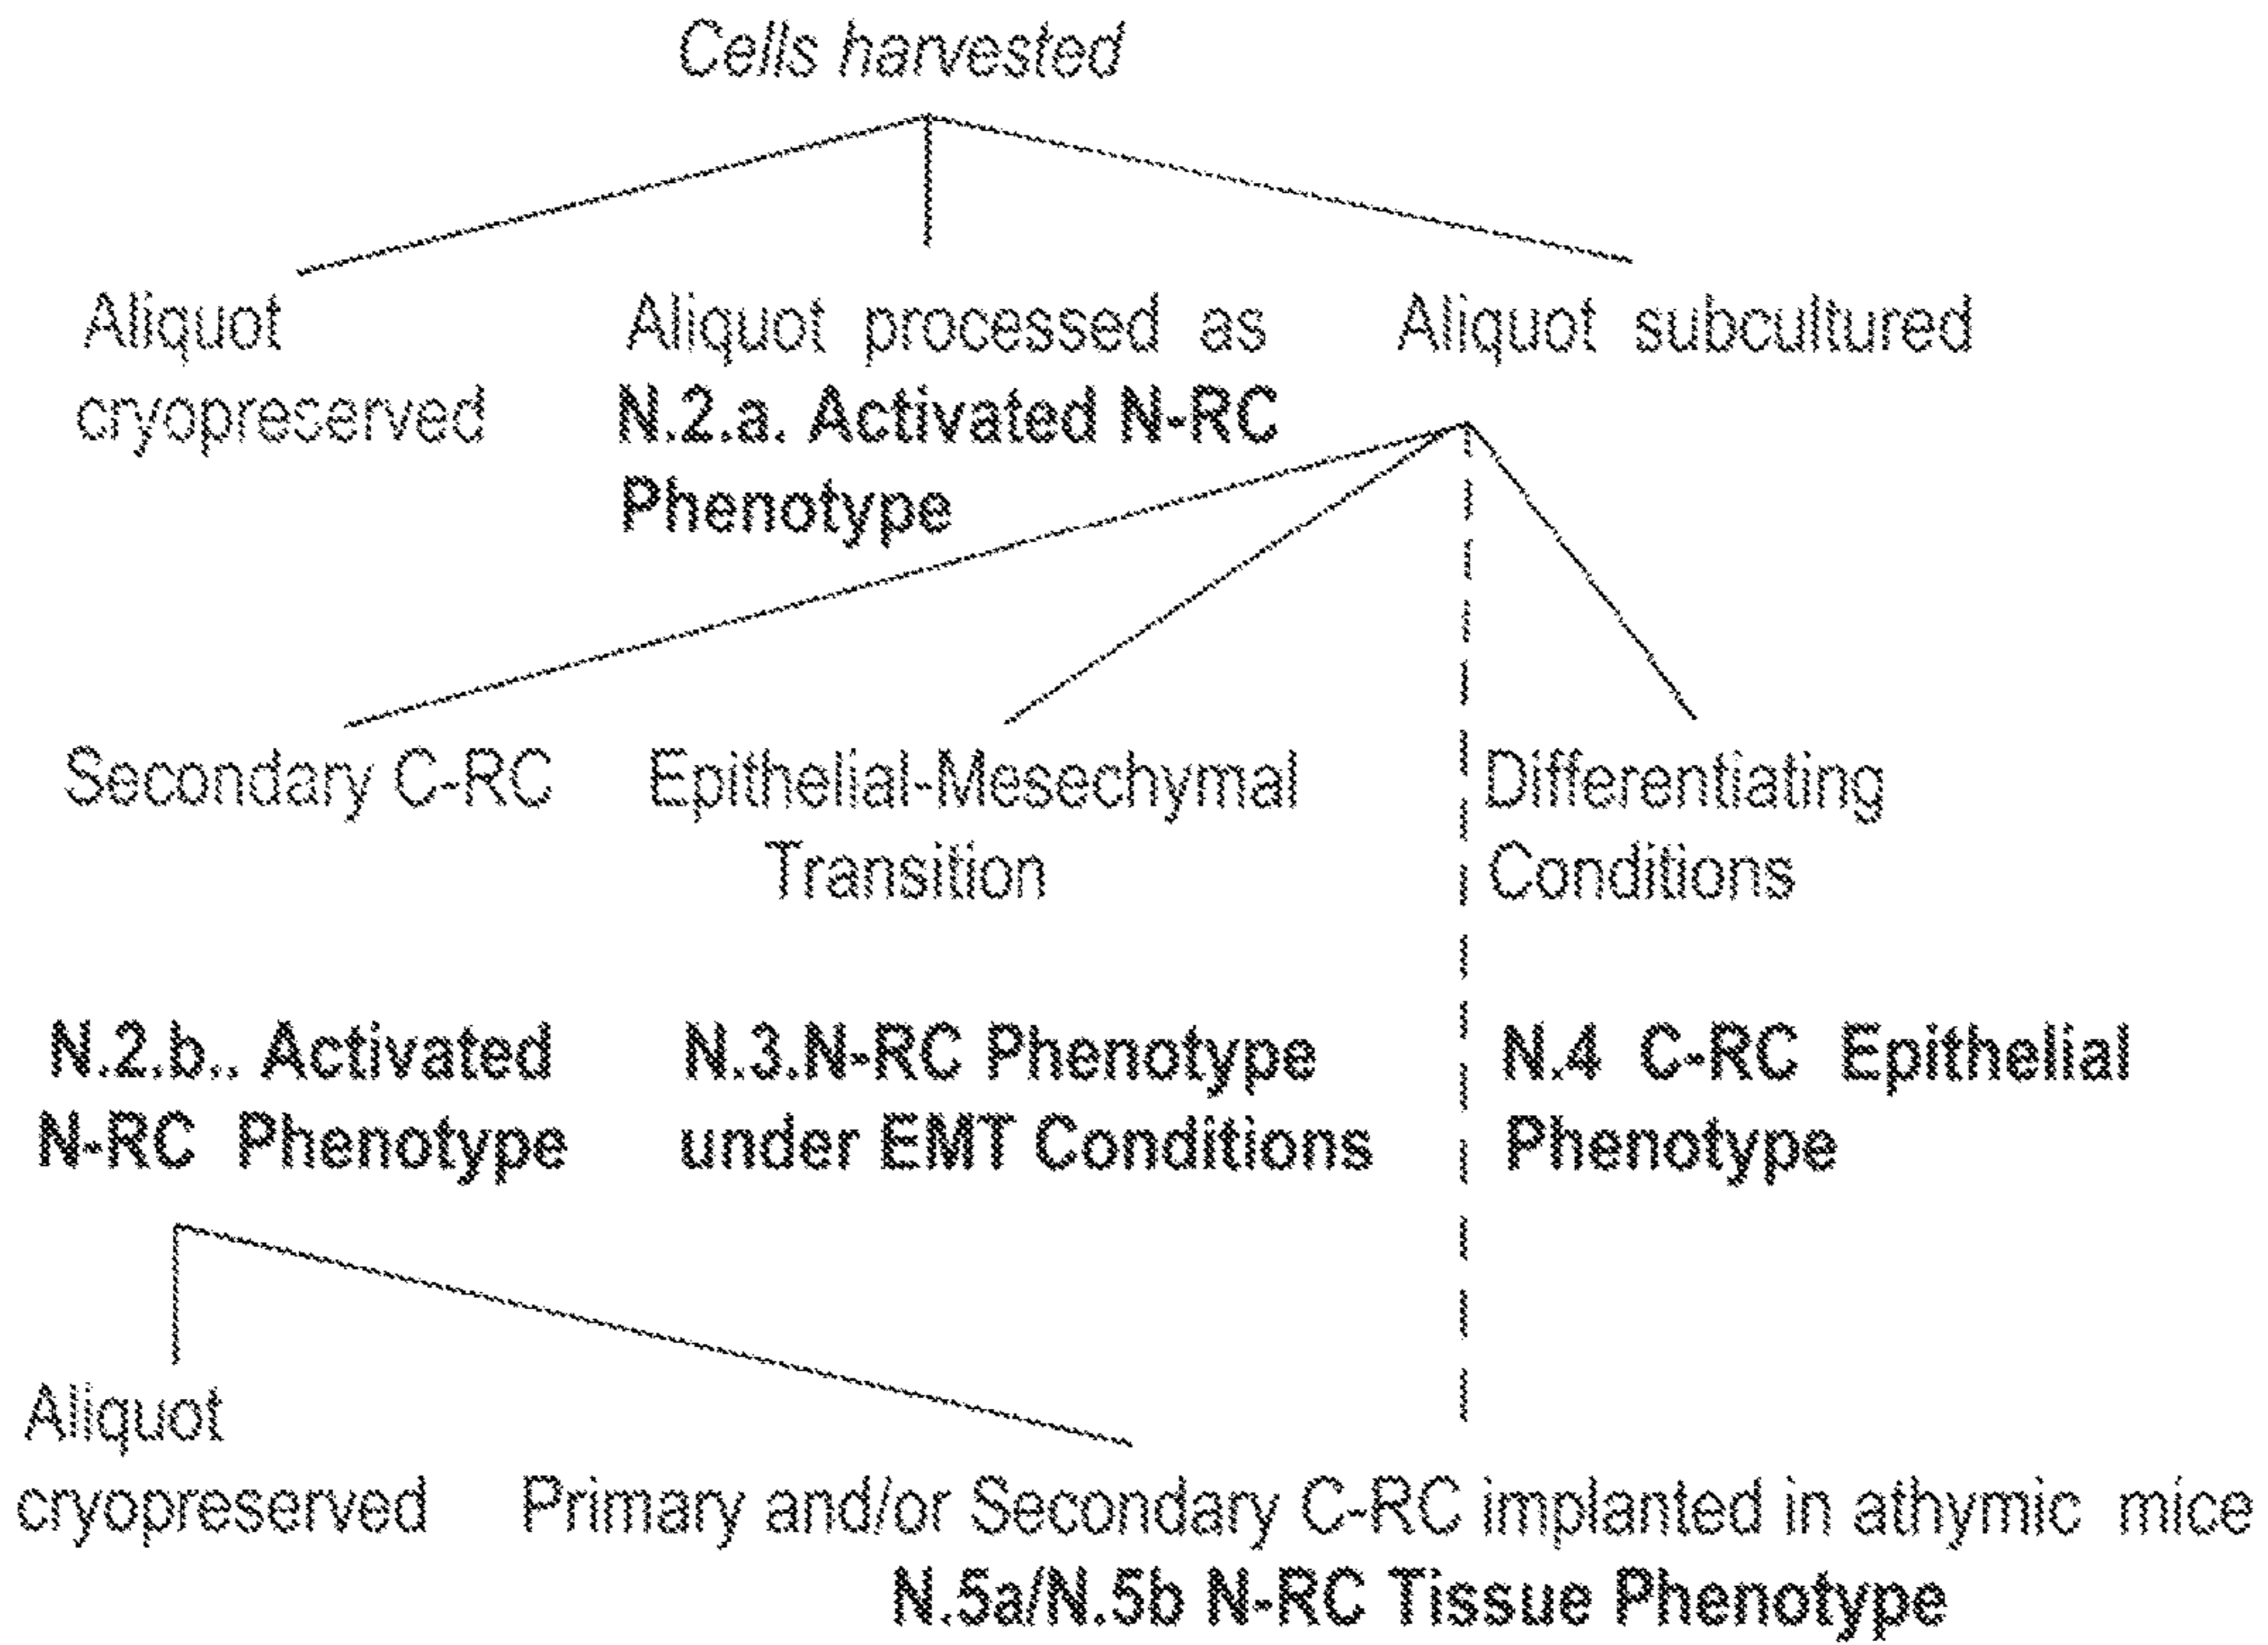 Cells harvested
Aliquot
cryopreserved
Aliquot processed as
N.2.a. Activated N-RC
Phenotype
Aliquot subcultured
Secondary C-RC
Epithelial-Mesechymal
Transition
Differentiating
Conditions
N.2.b.. Activated
N-RC Phenotype
N.3.N-RC Phenotype
under EMT Conditions
N.4 C-RC Epithelial
Phenotype
Aliquot
cryopreserved
Primary and/or Secondary C-RC implanted in athymic mice
N.5a/N.5b N-RC Tissue Phenotype